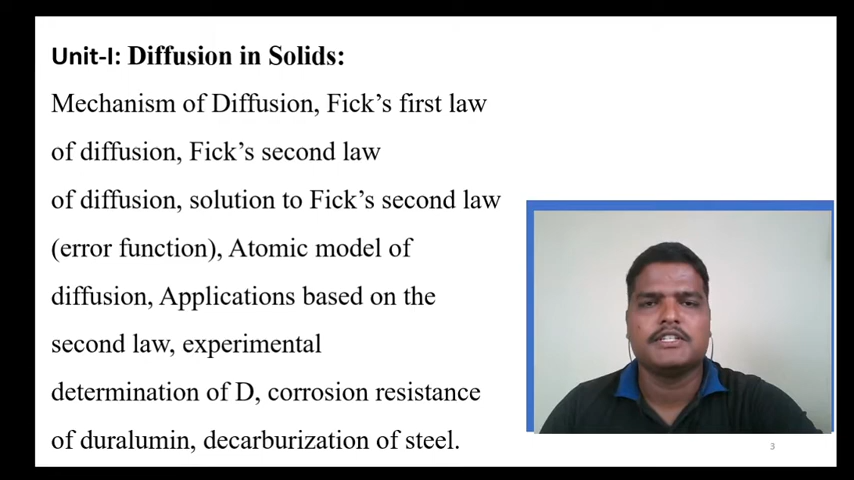 Unit-I: Diffusion in Solids:
Mechanism of Diffusion, Fick’s first law
of diffusion, Fick’s second law
of diffusion, solution to Fick’s second law
(error function), Atomic model of
diffusion, Applications based on the
second law, experimental
determination of D, corrosion resistance
of duralumin, decarburization of steel.
3